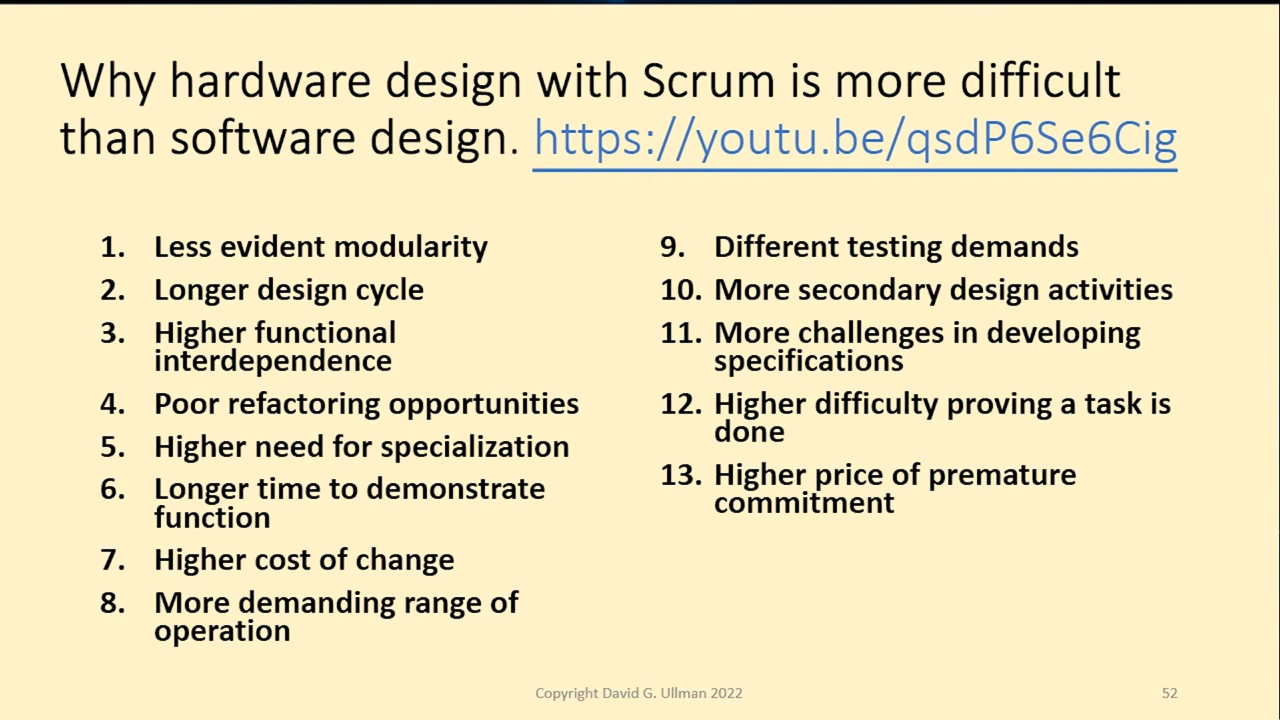 Why hardware design with Scrum is more difficult
than software design. https://youtu.be/qsdP6Se6Cig
1. Less evident modularity
2. Longer design cycle
3. Higher functional
interdependence
4. Poor refactoring opportunities
5. Higher need for specialization
6. Longer time to demonstrate
function
7. Higher cost of change
8. More demanding range of
operation
9. Different testing demands
10. More secondary design activities
11. More challenges in developing
specifications
12. Higher difficulty proving a task is
done
13. Higher price of premature
commitment
Copyright David G. Ullman 2022
52